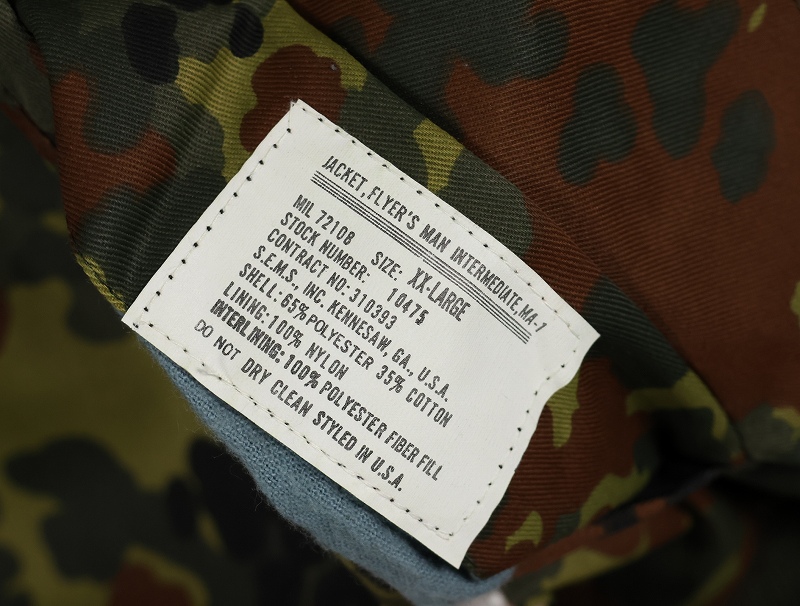 JACKET, FLYER'S MAN INTERMEDIATE, MA-1
MIL 72108 SIZE: XX-LARGE
STOCK NUMBER: 10475
CONTRACT NO: 310393
S.E.M.S., INC. KENNESAW, GA., U.S.A.
SHELL: 65% POLYESTER 35% COTTON
LINING: 100% NYLON
INTERLINING: 100% POLYESTER FIBER FILL
DO NOT DRY CLEAN STYLED IN U.S.A.